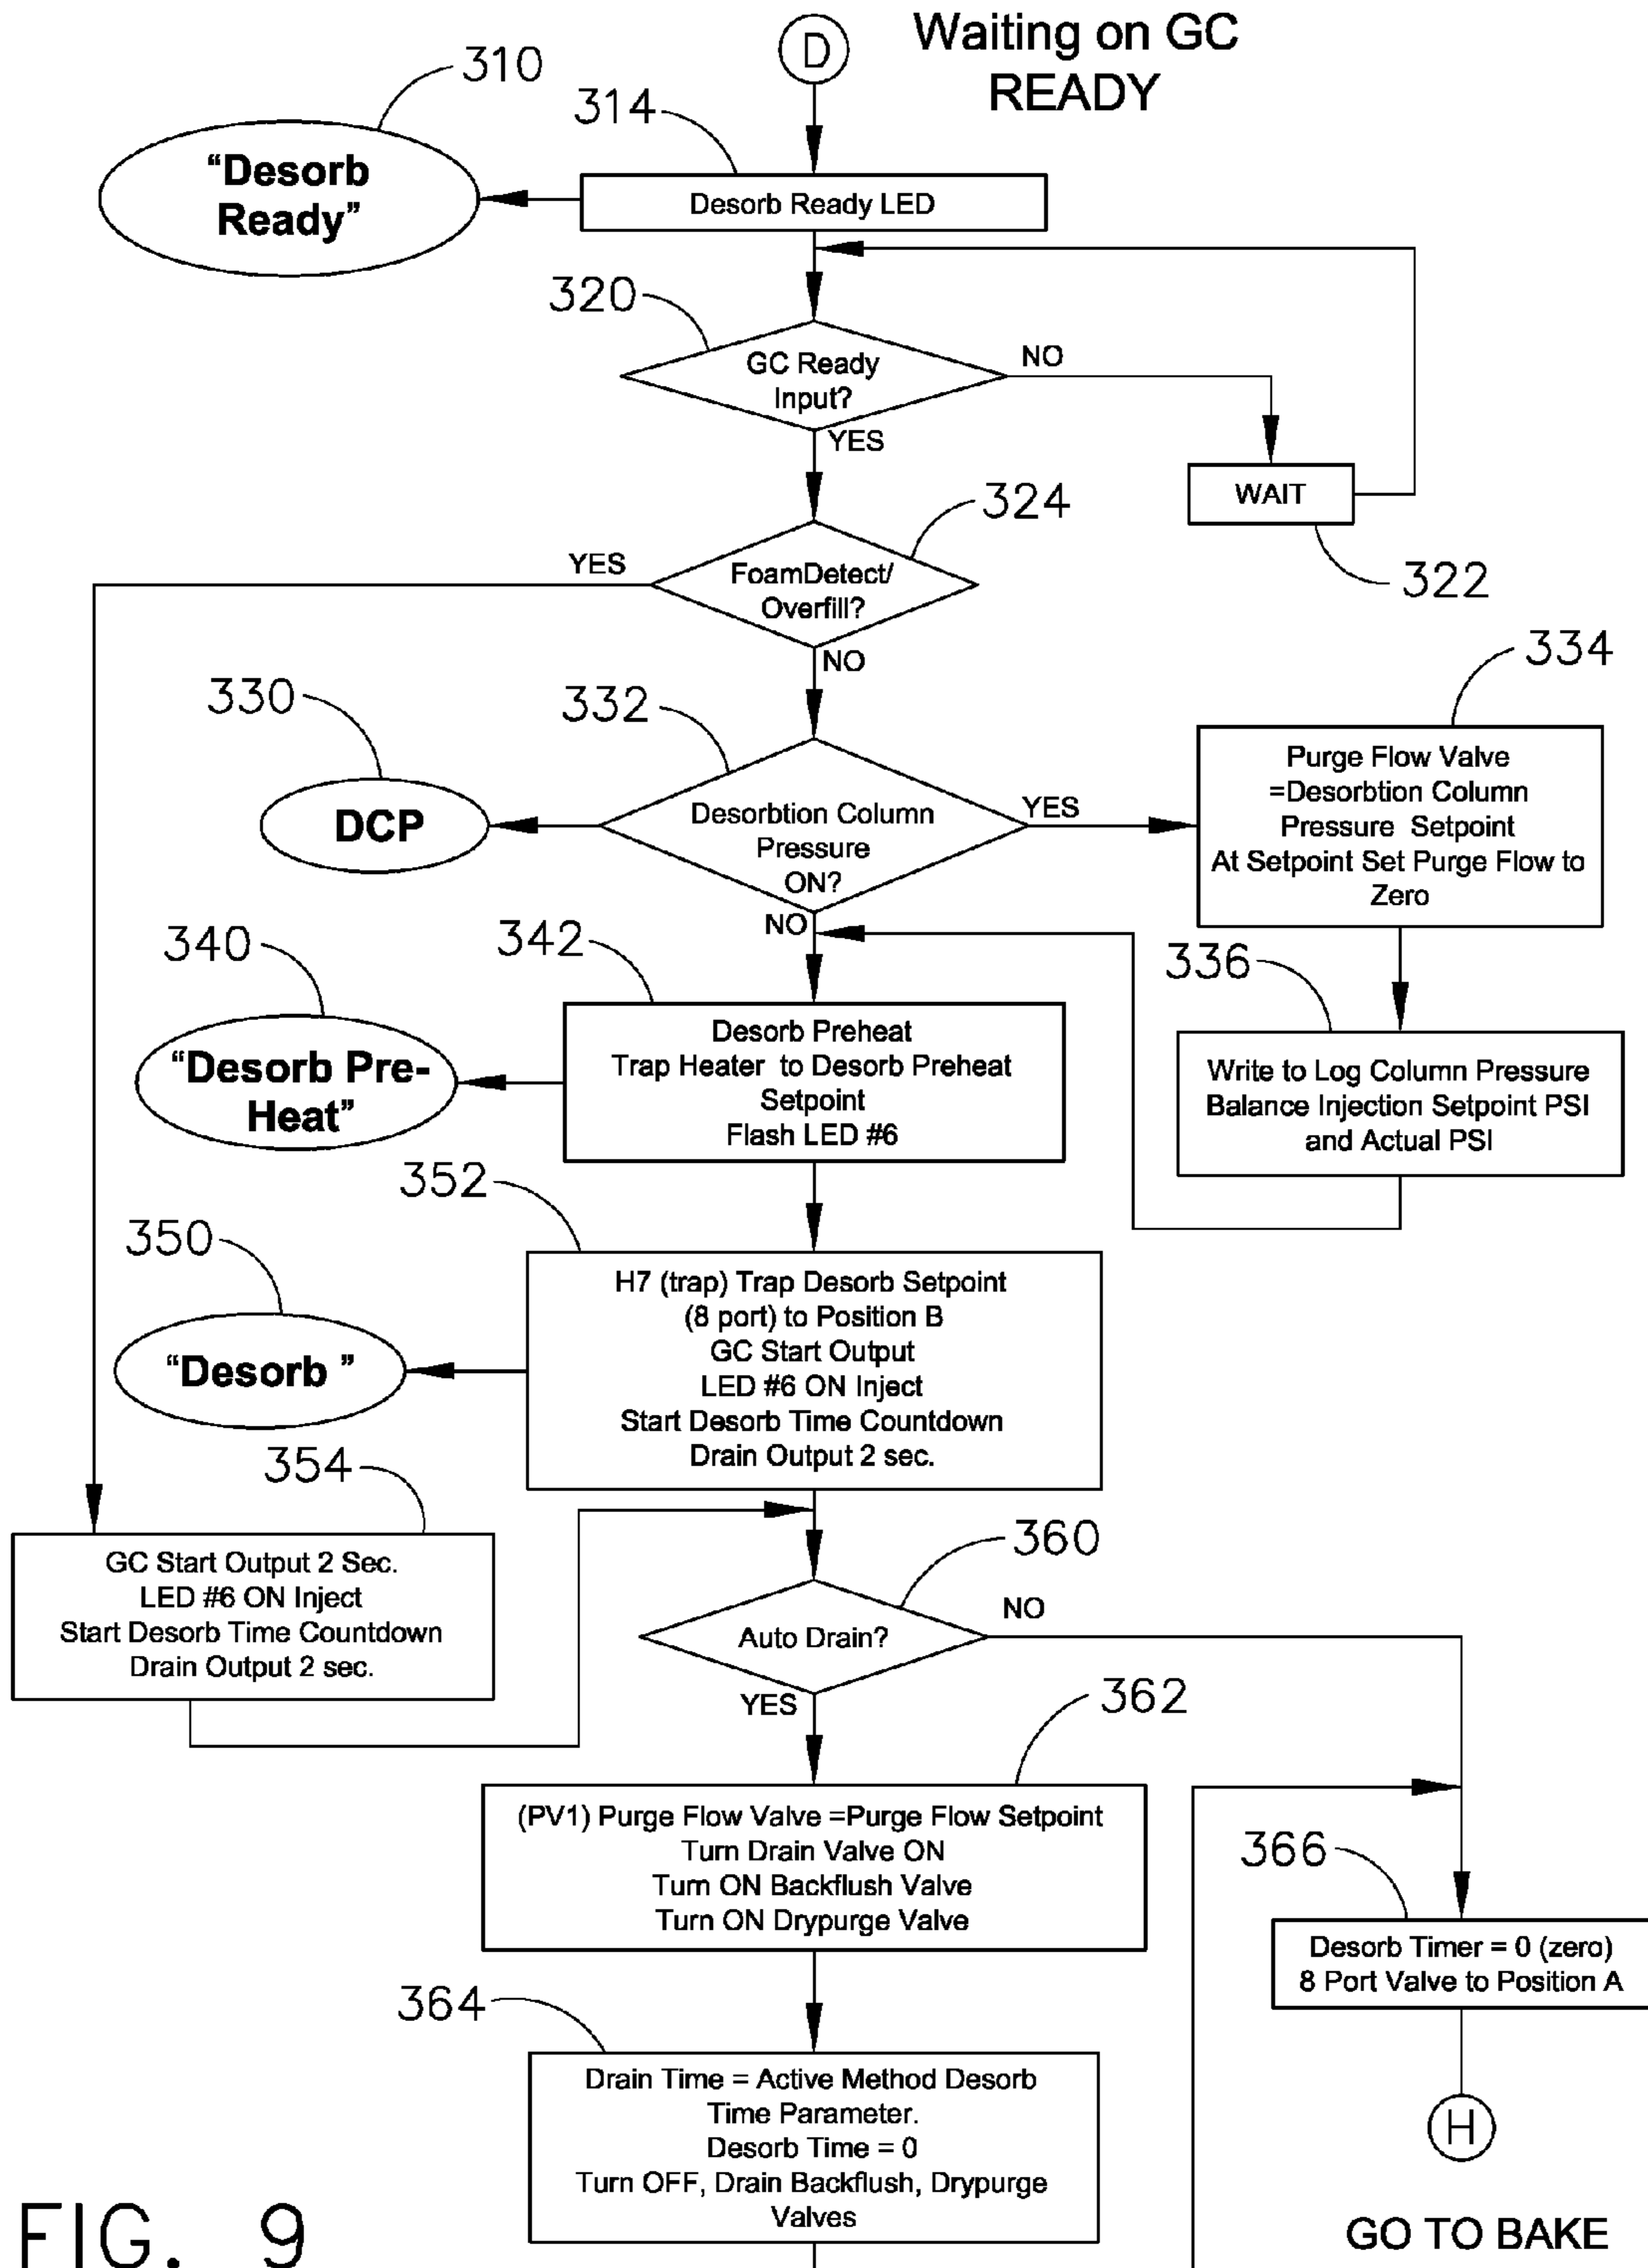 D
Waiting on GC
READY
310
314
“Desorb
Ready”
Desorb Ready LED
320
GC Ready
Input?
NO
YES
WAIT
322
324
YES
FoamDetect/
Overfill?
NO
330
332
334
DCP
Desorbtion Column
Pressure
ON?
YES
NO
Purge Flow Valve
=Desorbtion Column
Pressure Setpoint
At Setpoint Set Purge Flow to
Zero
336
Write to Log Column Pressure
Balance Injection Setpoint PSI
and Actual PSI
340
342
“Desorb Pre-
Heat”
Desorb Preheat
Trap Heater to Desorb Preheat
Setpoint
Flash LED #6
350
352
“Desorb ”
H7 (trap) Trap Desorb Setpoint
(8 port) to Position B
GC Start Output
LED #6 ON Inject
Start Desorb Time Countdown
Drain Output 2 sec.
354
GC Start Output 2 Sec.
LED #6 ON Inject
Start Desorb Time Countdown
Drain Output 2 sec.
360
Auto Drain?
NO
YES
362
(PV1) Purge Flow Valve =Purge Flow Setpoint
Turn Drain Valve ON
Turn ON Backflush Valve
Turn ON Drypurge Valve
366
Desorb Timer = 0 (zero)
8 Port Valve to Position A
364
Drain Time = Active Method Desorb
Time Parameter.
Desorb Time = 0
Turn OFF, Drain Backflush, Drypurge
Valves
H
GO TO BAKE
FIG. 9